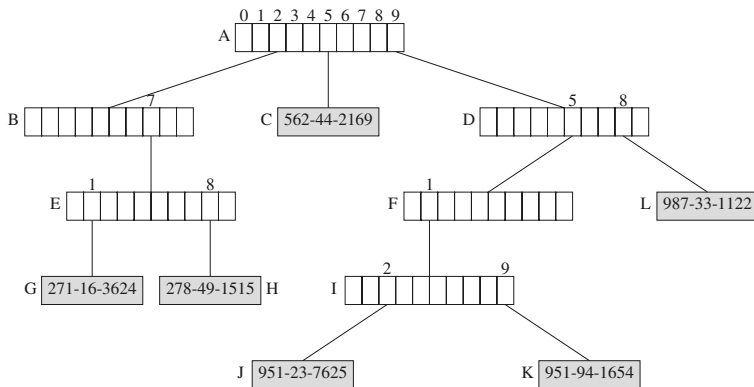 0 1 2 3 4 5 6 7 8 9
A
7
5 8
B
C 562-44-2169
D
1 8
1
E
F
L 987-33-1122
2 9
G 271-16-3624
278-49-1515 H
I
J 951-23-7625
K 951-94-1654